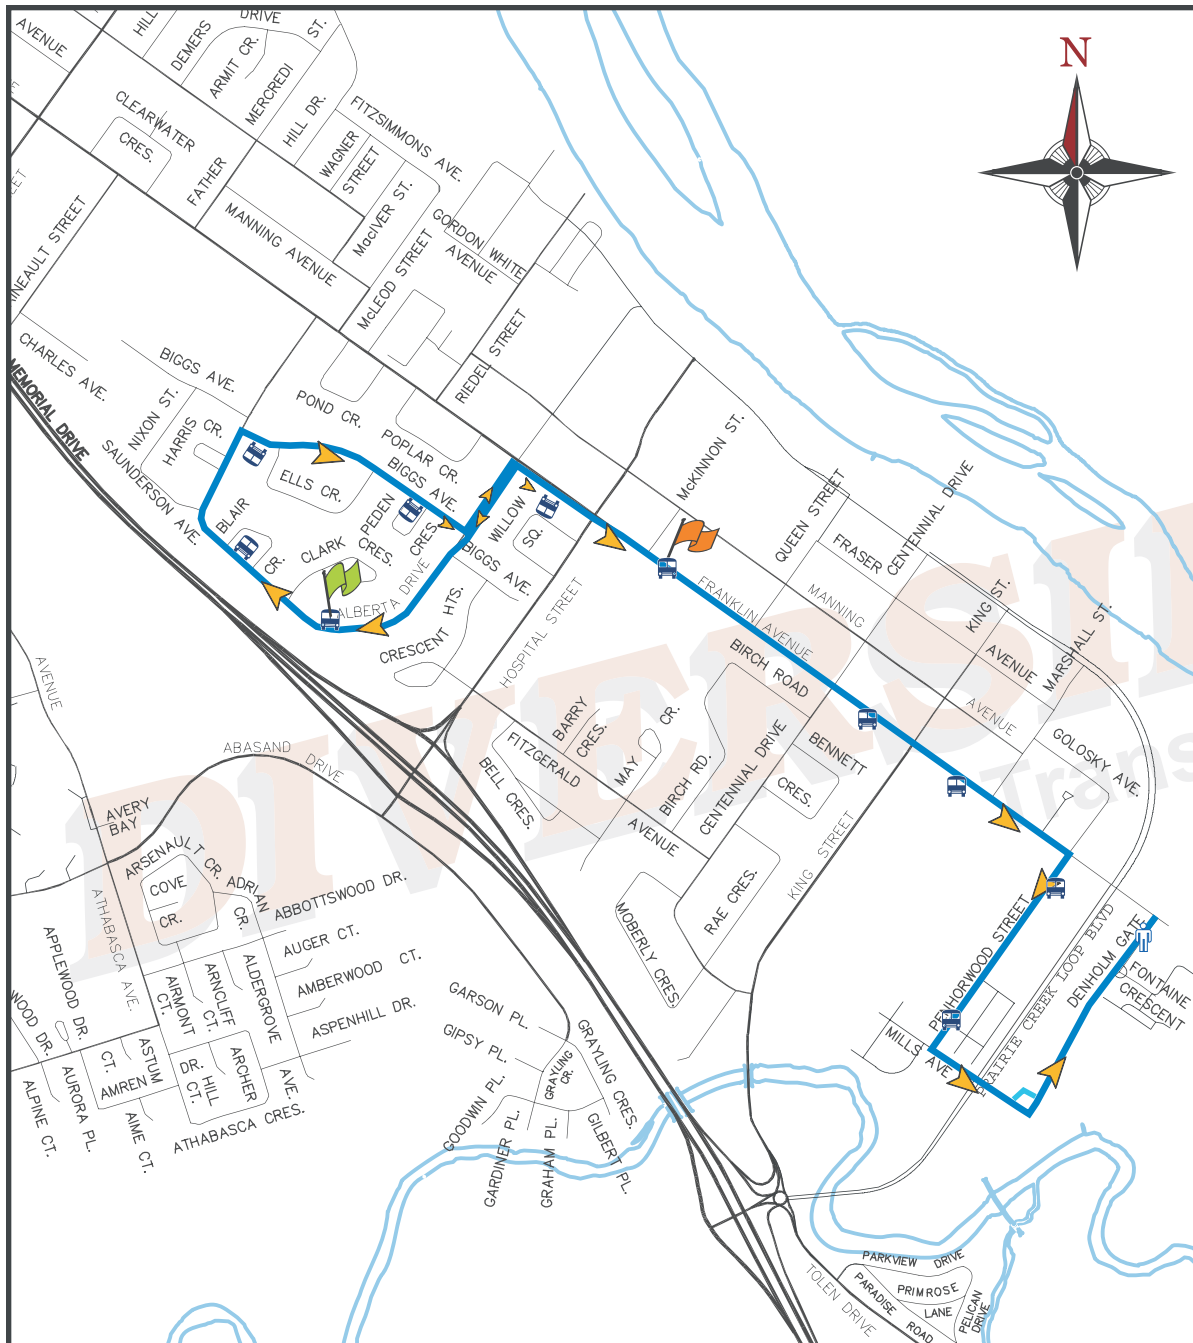 N
AVENUE
HILL
DRIVE
DEMERS
ARMIT CR.
MERCREDI
ST.
HILL DR.
CLEARWATER
CRES.
FATHER
WAGNER
STREET
FITZSIMMONS AVE.
MacIVER ST.
MANNING AVENUE
McLEOD STREET
GORDON WHITE
AVENUE
RIEDEL STREET
INEAULT STREET
CHARLES AVE.
MEMORIAL DRIVE
BIGGS AVE.
NIXON ST.
HARRIS CR.
SAUNDERSON AVE.
POND CR.
POPLAR CR.
BIGGS AVE.
ELLS CR.
PEDEN
CRES.
BLAIR
CR.
CLARK CRES.
ALBERTA DRIVE
WILLOW
SQ.
BIGGS AVE.
CRESCENT HTS.
HOSPITAL STREET
McKINNON ST.
QUEEN STREET
CENTENNIAL DRIVE
FRASER
AVENUE
MANNING
AVENUE
FRANKLIN AVENUE
KING ST.
MARSHALL ST.
GOLOSKY AVE.
BIRCH ROAD
BENNETT
CRES.
BARRY
CRES.
FITZGERALD
AVENUE
MAY CR.
BIRCH RD.
CENTENNIAL DRIVE
BELL CRES.
KING STREET
RAE CRES.
MOBERLY CRES.
ABASAND
DRIVE
AVENUE
AVERY
BAY
ARSENAULT CR.
COVE
CR.
ADRIAN
CR.
ABBOTTSWOOD DR.
AUGER CT.
AMBERWOOD CT.
ASPENHILL DR.
ATHABASCA AVE.
APPLEWOOD DR.
WOOD DR.
AIRMONT
CT.
ARNCLIFF
CT.
ALDERGROVE
AVE.
ASTUM
CT.
AMREN
DR.
HILL
CT.
ARCHER
ALPINE CT.
AURORA PL.
AIME CT.
ATHABASCA CRES.
GARSON PL.
GIPSY PL.
GRAYLING
CR.
GRAYLING CRES.
GOODWIN PL.
GARDINER PL.
GRAHAM PL.
GILBERT PL.
PENHORWOOD STREET
MILLS AVE.
PRAIRIE CREEK LOOP BLVD
DENHOLM GATE
FONTAINE
CRESCENT
TOLEN DRIVE
PARKVIEW DRIVE
PRIMROSE
LANE
PARADISE ROAD
PELICAN
DRIVE
DIVERSI
Trans